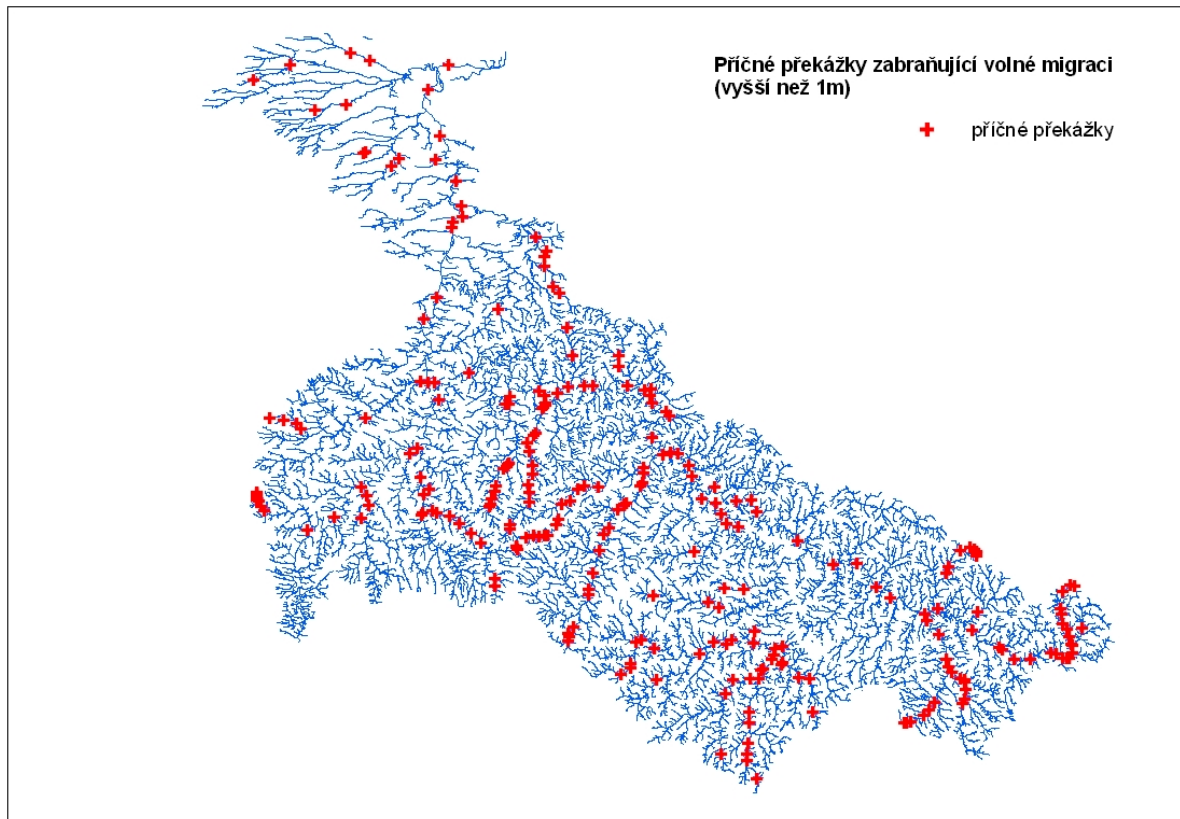 Příčné překážky zabraňující volné migraci
(vyšší než 1m)
příčné překážky